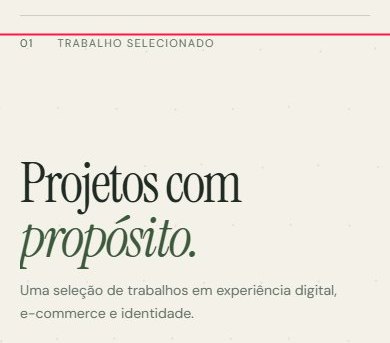 01 TRABALHO SELECIONADO
Projetos com
propósito.
Uma seleção de trabalhos em experiência digital,
e-commerce e identidade.